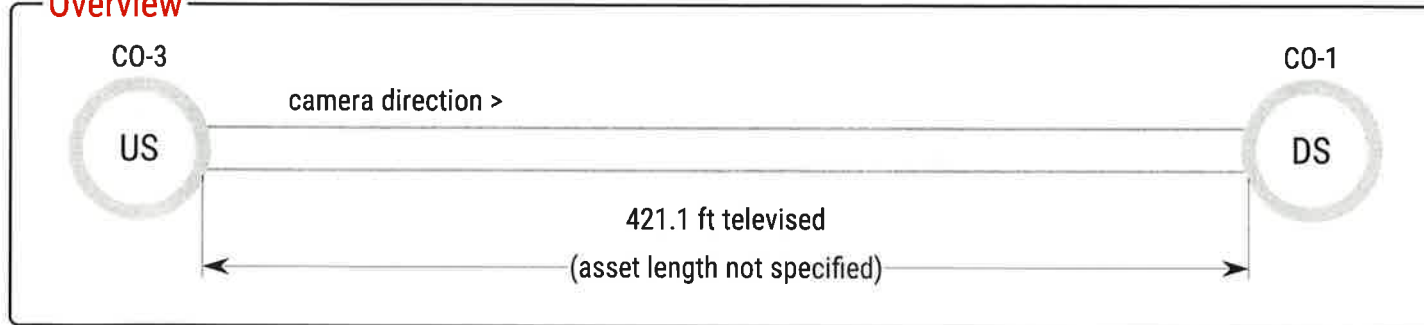 Overview
CO-3
CO-1
camera direction >
US
DS
421.1 ft televised
(asset length not specified)